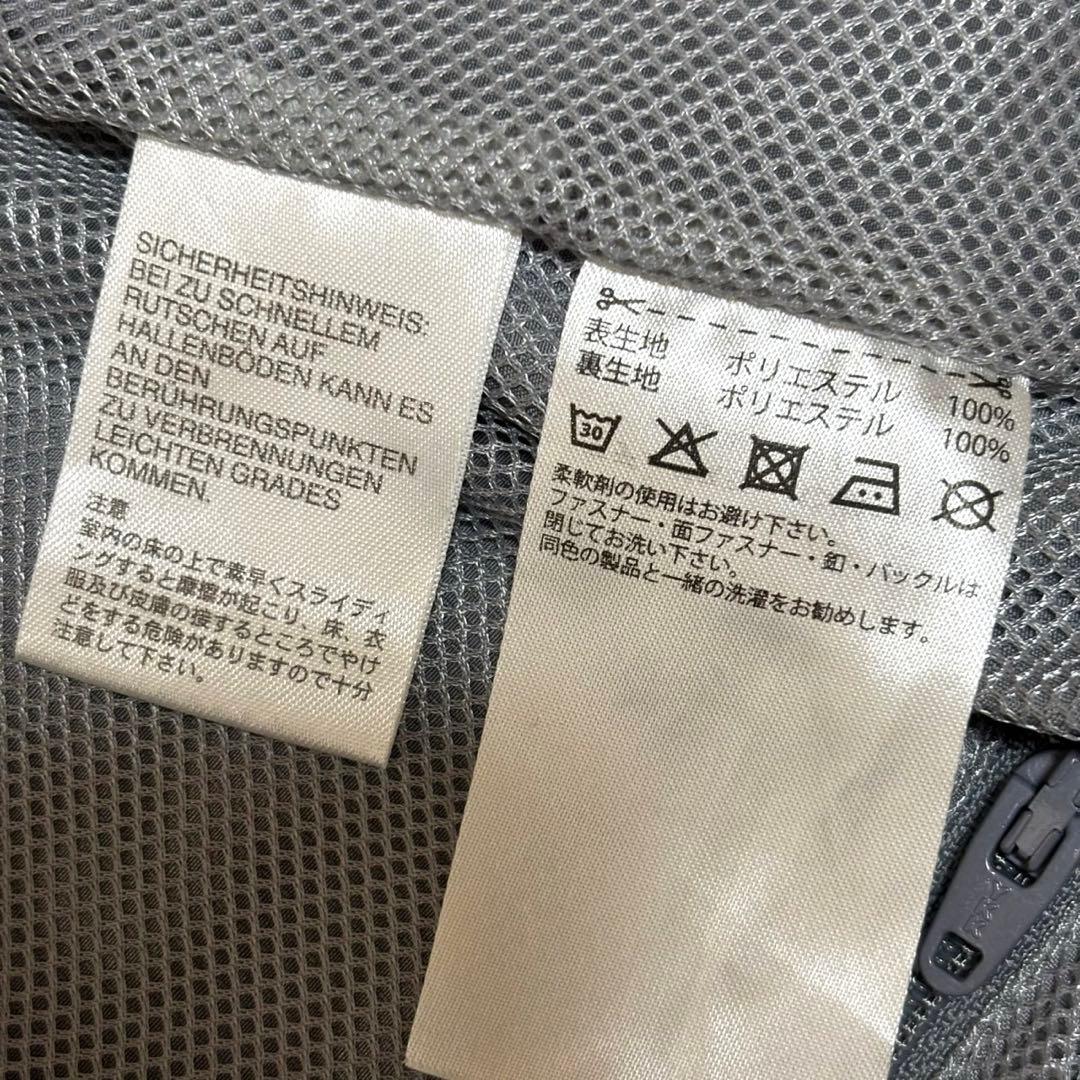 SICHERHEITSHINWEIS:
BEI ZU SCHNELLEM
RUTSCHEN AUF
HALLENBÖDEN KANN ES
AN DEN
BERÜHRUNGSPUNKTEN
ZU VERBRENNUNGEN
LEICHTEN GRADES
KOMMEN.
注意
室内の床の上で素早くスライディ
ングすると摩擦が起こり、床、衣
服及び皮膚の接するところでやけ
どをする危険がありますので十分
注意して下さい。
表生地 ポリエステル 100%
裏生地 ポリエステル 100%
30
柔軟剤の使用はお避け下さい。
ファスナー・面ファスナー・釦・バックルは
閉じてお洗い下さい。
同色の製品と一緒の洗濯をお勧めします。
YKK